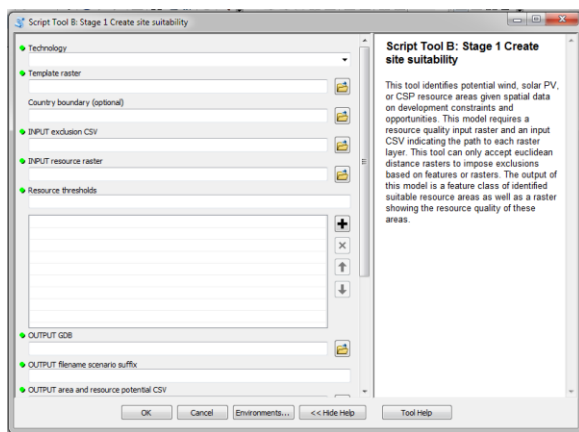 Script Tool B: Stage 1 Create site suitability
Technology
Template raster
Country boundary (optional)
INPUT exclusion CSV
INPUT resource raster
Resource thresholds
OUTPUT GDB
OUTPUT filename scenario suffix
OUTPUT area and resource potential CSV
Script Tool B: Stage 1 Create
site suitability
This tool identifies potential wind, solar PV,
or CSP resource areas given spatial data
on development constraints and
opportunities. This model requires a
resource quality input raster and an input
CSV indicating the path to each raster
layer. This tool can only accept euclidean
distance rasters to impose exclusions
based on features or rasters. The output of
this model is a feature class of identified
suitable resource areas as well as a raster
showing the resource quality of these
areas.
OK
Cancel
Environments...
<< Hide Help
Tool Help